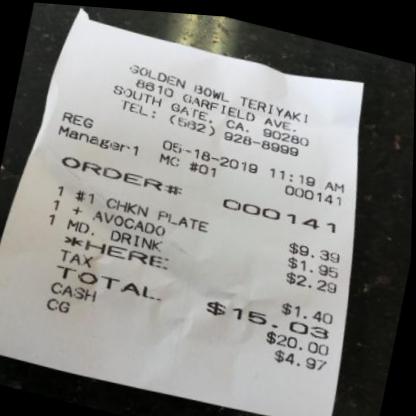 GOLDEN BOWL TERIYAKI
8610 GARFIELD AVE.
SOUTH GATE, CA. 90280
TEL: (562) 928-8999
REG 05-18-2019 11:19 AM
Manager1 MC #01 000141
ORDER# 000141
1 #1 CHKN PLATE $9.39
1 + AVOCADO $1.95
1 MD. DRINK $2.29
*HERE:
TAX $1.40
TOTAL $15.03
CASH $20.00
CG $4.97